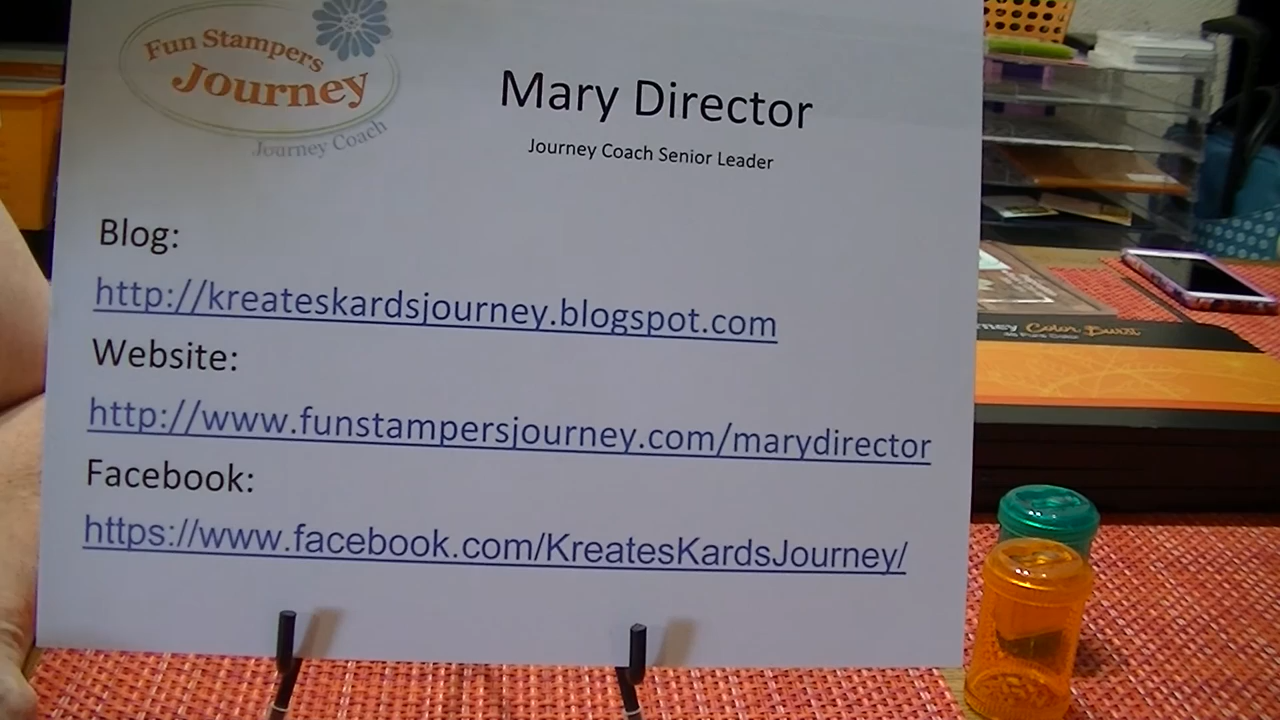 Fun Stampers
Journey
Journey Coach
Mary Director
Journey Coach Senior Leader
Blog:
http://kreateskardsjourney.blogspot.com
Website:
http://www.funstampersjourney.com/marydirector
Facebook:
https://www.facebook.com/KreatesKardsJourney/
Color Burst